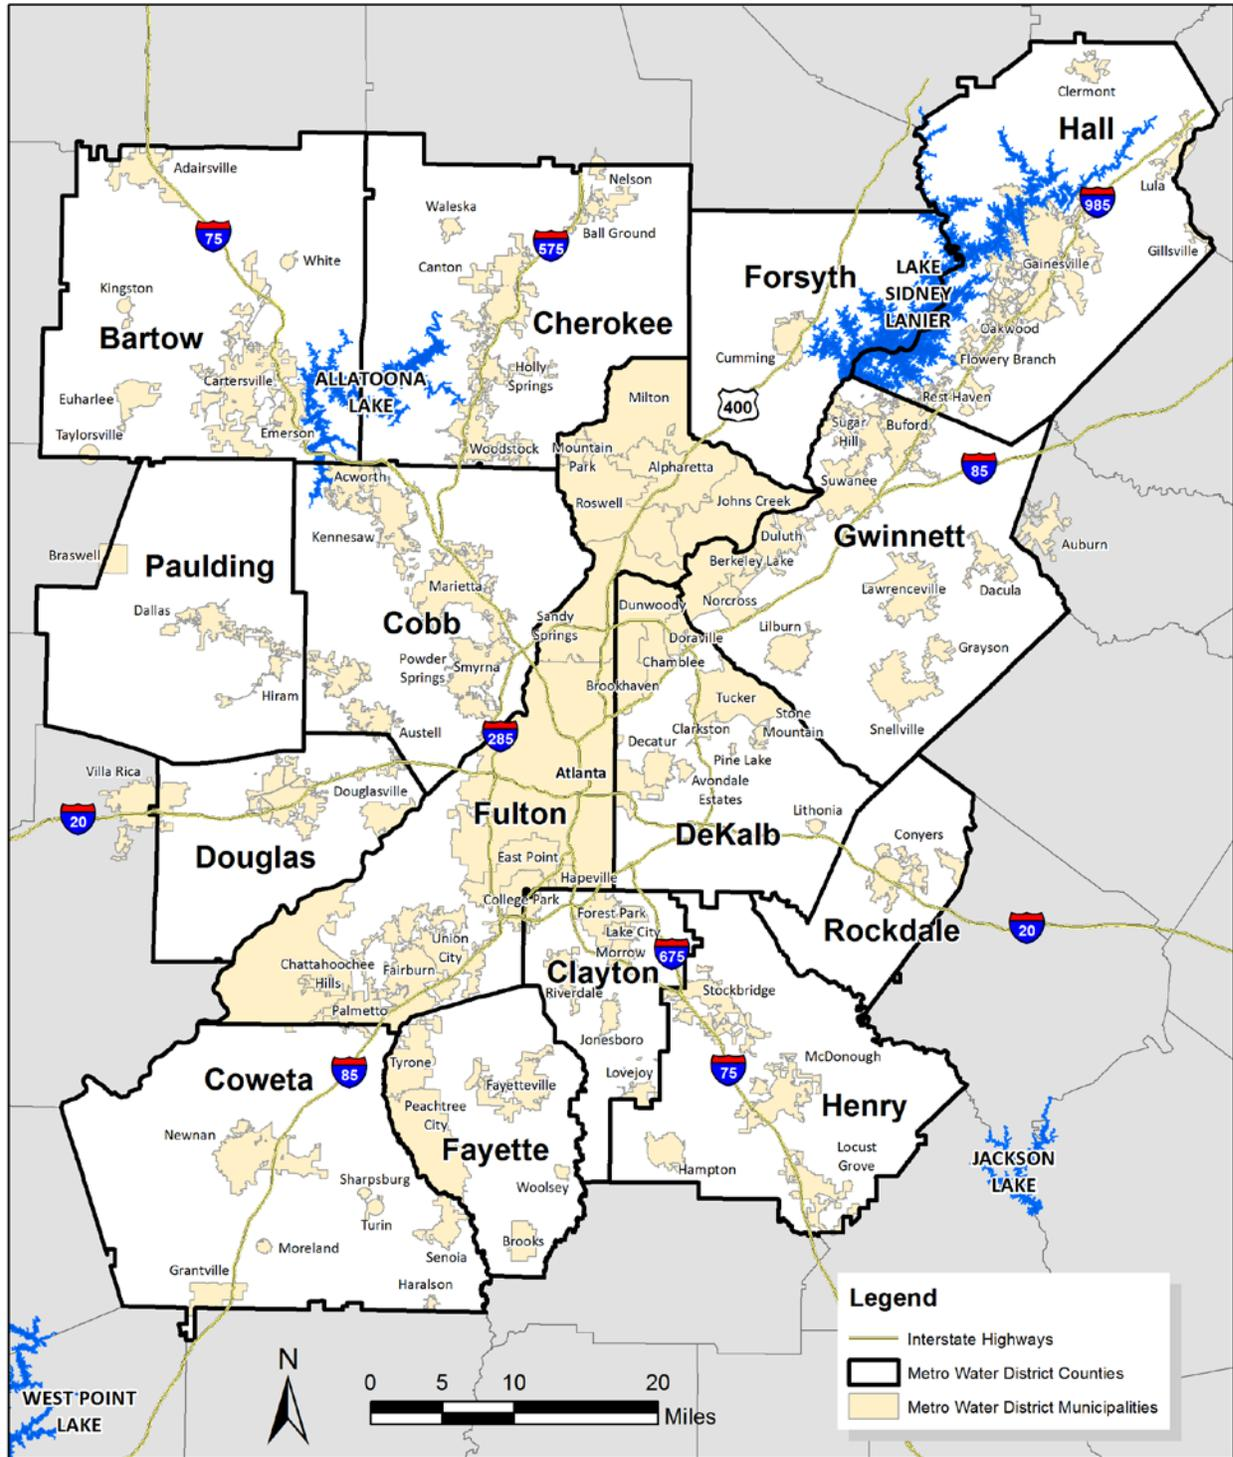 Clermont
Hall
Adairsville
Nelson
Lula
Waleska
985
75
Ball Ground
575
White
Canton
Gillsville
Forsyth
LAKE
SIDNEY
LANIER
Gainesville
Kingston
Cherokee
Bartow
Oakwood
Cumming
Flowery Branch
Holly
Springs
Cartersville
ALLATOONA
LAKE
Euharlee
Milton
400
Rest Haven
Taylorsville
Emerson
Sugar
Hill
Buford
Woodstock
Mountain
Park
Alpharetta
85
Acworth
Suwanee
Roswell
Johns Creek
Kennesaw
Duluth
Gwinnett
Auburn
Braswell
Paulding
Berkeley Lake
Marietta
Lawrenceville
Dacula
Dallas
Dunwoody
Norcross
Cobb
Sandy
Springs
Lilburn
Doraville
Grayson
Powder
Springs
Smyrna
Chamblee
Brookhaven
Hiram
Tucker
Stone
Mountain
Austell
285
Clarkston
Snellville
Decatur
Pine Lake
Villa Rica
Atlanta
Avondale
Estates
Douglasville
20
Fulton
Lithonia
DeKalb
Conyers
Douglas
East Point
Hapeville
College Park
Forest Park
Rockdale
20
Union
City
Lake City
Morrow
675
Chattahoochee
Hills
Fairburn
Clayton
Riverdale
Stockbridge
Palmetto
Jonesboro
Tyrone
McDonough
Coweta
85
Lovejoy
75
Fayetteville
Peachtree
City
Henry
Newnan
Fayette
Locust
Grove
JACKSON
LAKE
Hampton
Sharpsburg
Woolsey
Turin
Moreland
Senoia
Brooks
Grantville
Haralson
Legend
Interstate Highways
Metro Water District Counties
Metro Water District Municipalities
N
0 5 10 20
Miles
WEST POINT
LAKE